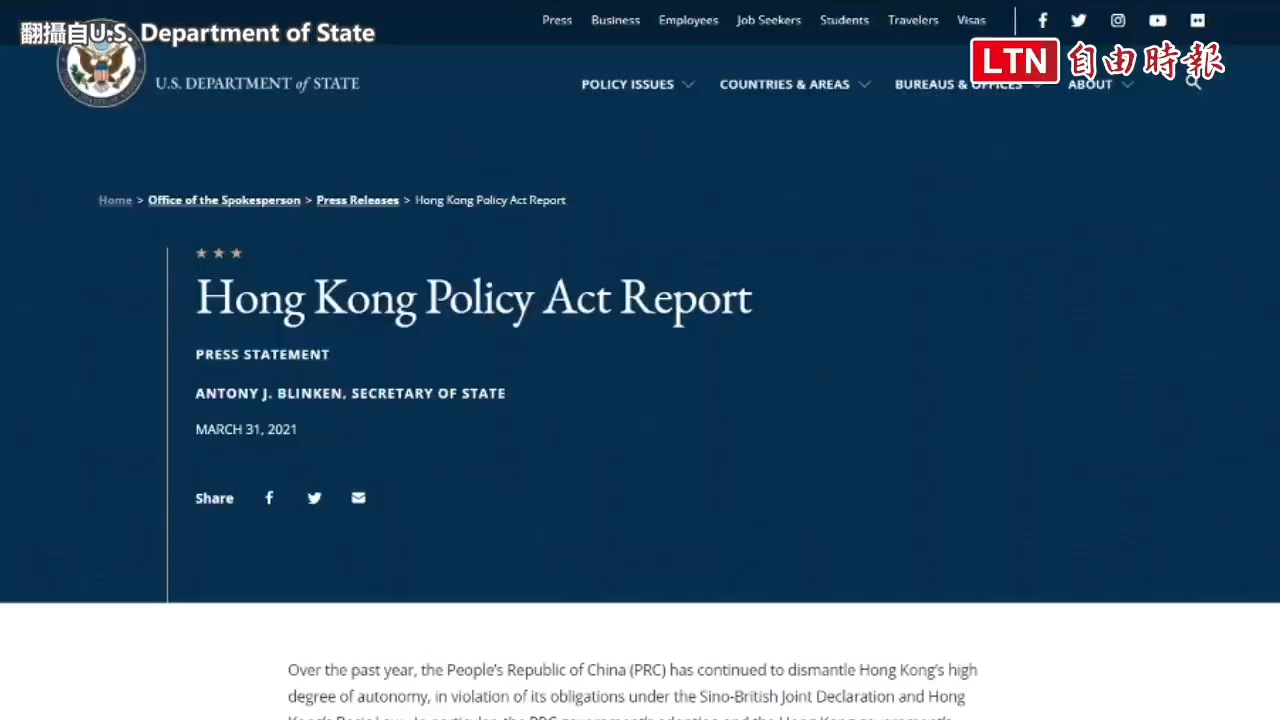 翻攝自U.S. Department of State
Press Business Employees Job Seekers Students Travelers Visas
LTN 自由時報
U.S. DEPARTMENT of STATE
POLICY ISSUES COUNTRIES & AREAS BUREAUS & OFFICES ABOUT
Home > Office of the Spokesperson > Press Releases > Hong Kong Policy Act Report
Hong Kong Policy Act Report
PRESS STATEMENT
ANTONY J. BLINKEN, SECRETARY OF STATE
MARCH 31, 2021
Share
Over the past year, the People's Republic of China (PRC) has continued to dismantle Hong Kong's high
degree of autonomy, in violation of its obligations under the Sino-British Joint Declaration and Hong